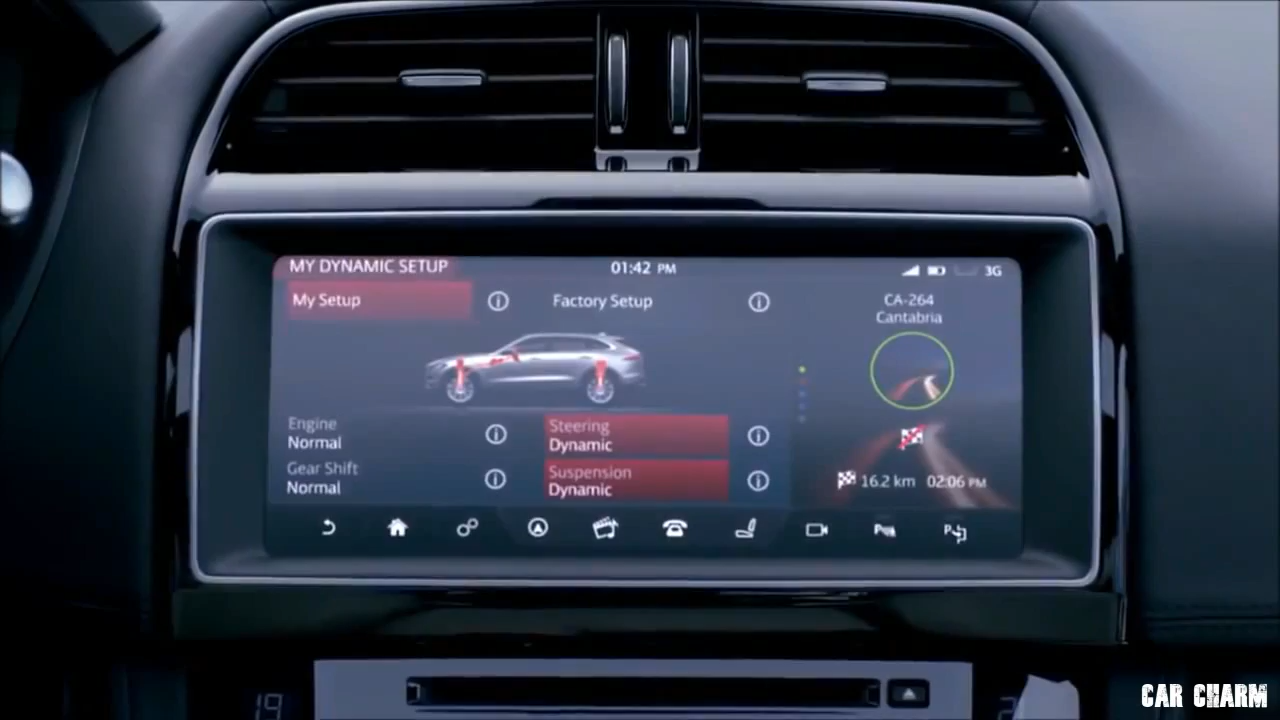 MY DYNAMIC SETUP 01:42 PM 3G
My Setup Factory Setup
CA-264
Cantabria
Engine
Normal
Steering
Dynamic
Gear Shift
Normal
Suspension
Dynamic
16.2 km 02:06 PM
19
CAR CHARM